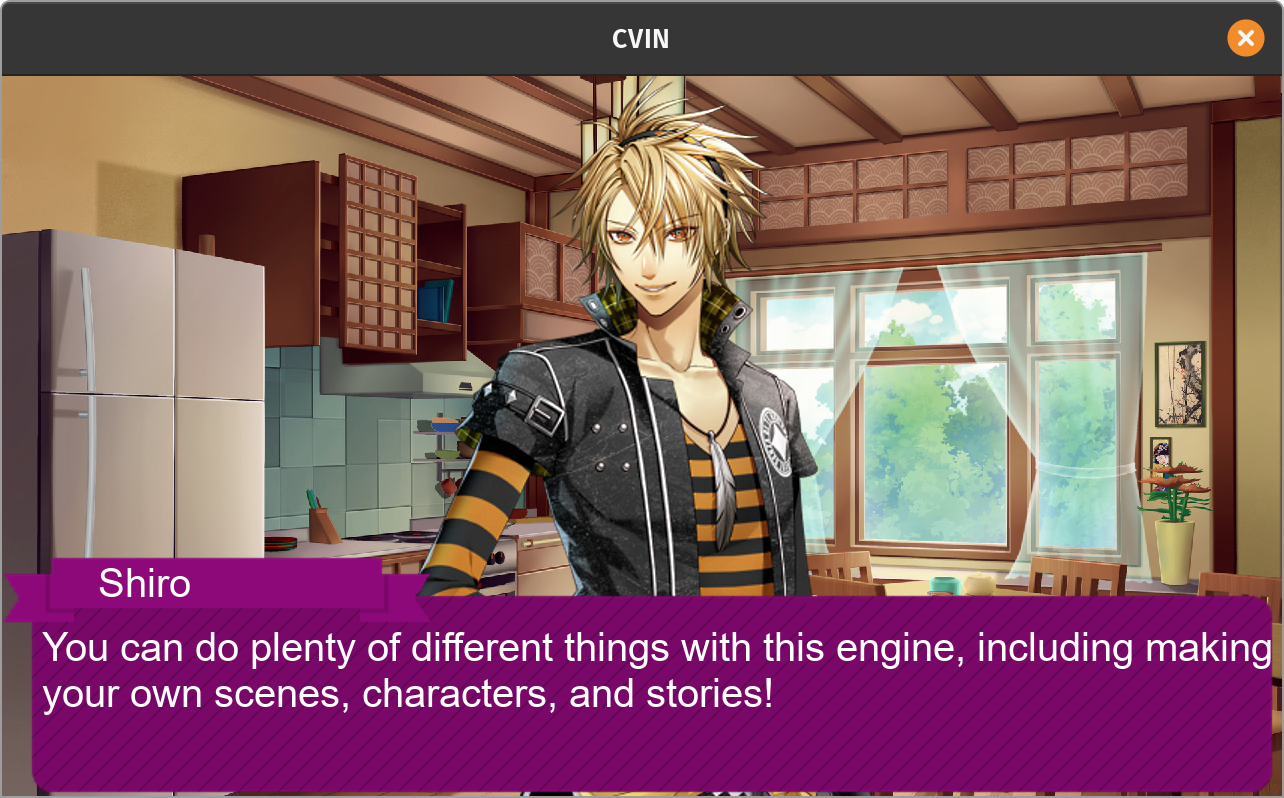 CVIN
Shiro
You can do plenty of different things with this engine, including making
your own scenes, characters, and stories!